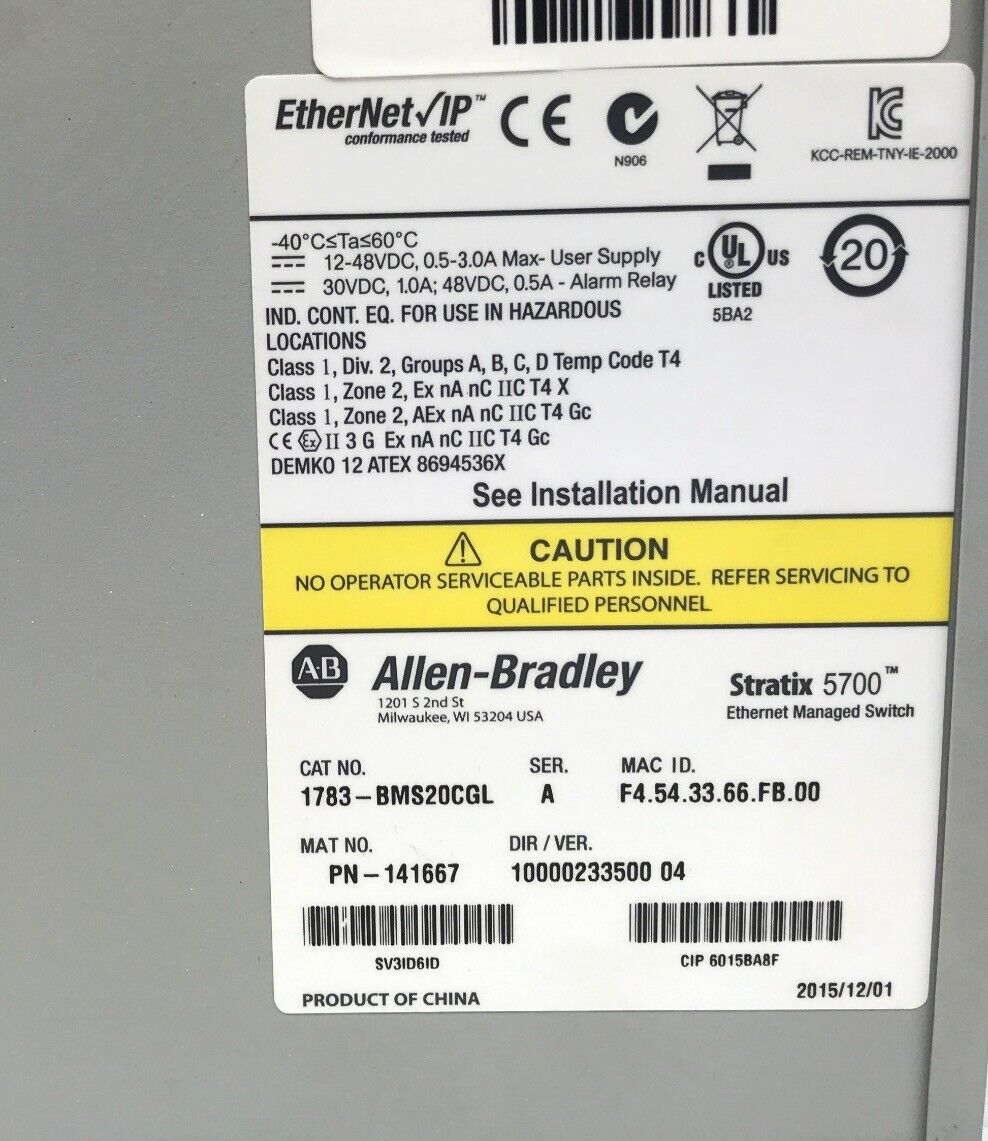 EtherNet/IP™
conformance tested
CE
N906
KCC-REM-TNY-IE-2000
-40°C≤Ta≤60°C
12-48VDC, 0.5-3.0A Max- User Supply
30VDC, 1.0A; 48VDC, 0.5A - Alarm Relay
C UL ® US
LISTED
5BA2
20
IND. CONT. EQ. FOR USE IN HAZARDOUS
LOCATIONS
Class 1, Div. 2, Groups A, B, C, D Temp Code T4
Class 1, Zone 2, Ex nA nC IIC T4 X
Class 1, Zone 2, AEx nA nC IIC T4 Gc
CE Ex II 3 G Ex nA nC IIC T4 Gc
DEMKO 12 ATEX 8694536X
See Installation Manual
CAUTION
NO OPERATOR SERVICEABLE PARTS INSIDE. REFER SERVICING TO
QUALIFIED PERSONNEL
A-B Allen-Bradley
1201 S 2nd St
Milwaukee, WI 53204 USA
Stratix 5700™
Ethernet Managed Switch
CAT NO. SER. MAC ID.
1783-BMS20CGL A F4.54.33.66.FB.00
MAT NO. DIR / VER.
PN-141667 10000233500 04
SV3ID6ID
CIP 6015BA8F
PRODUCT OF CHINA
2015/12/01